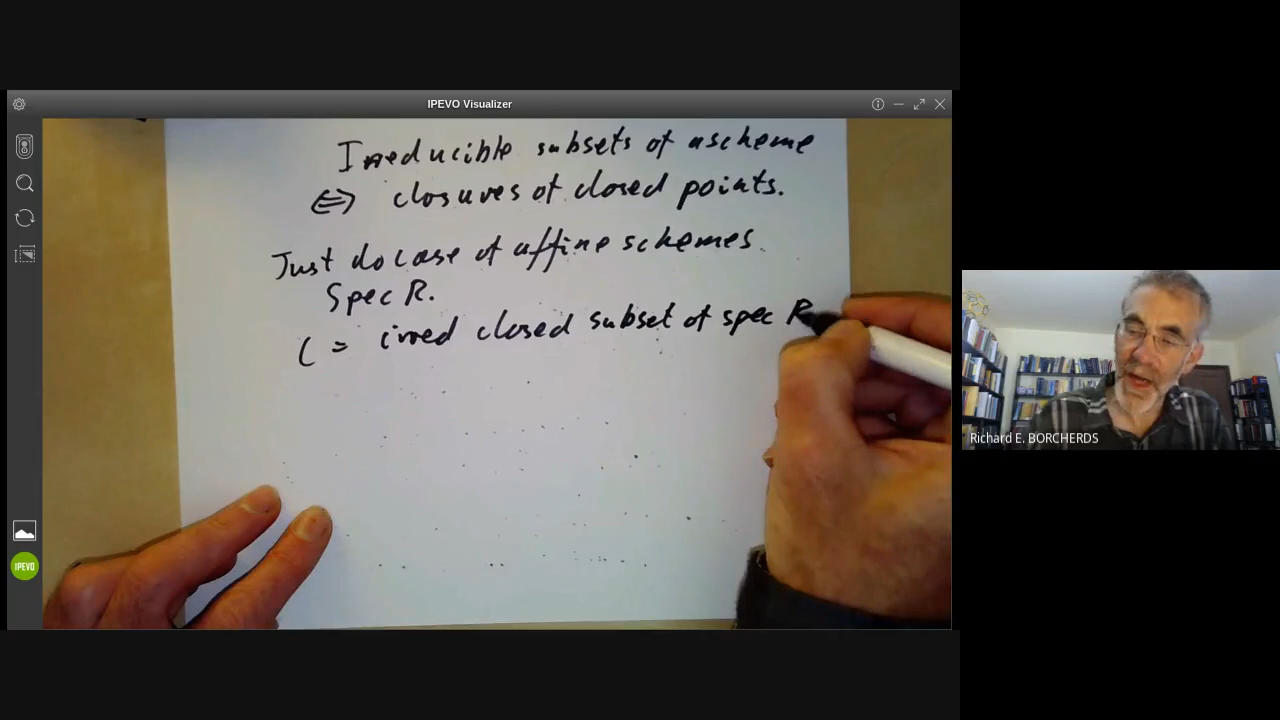 IPEVO Visualizer
Irreducible subsets of a scheme
⇔ closures of closed points.
Just do case of affine schemes.
Spec R.
C = irred closed subset of spec R
IPEVO
Richard E. BORCHERDS